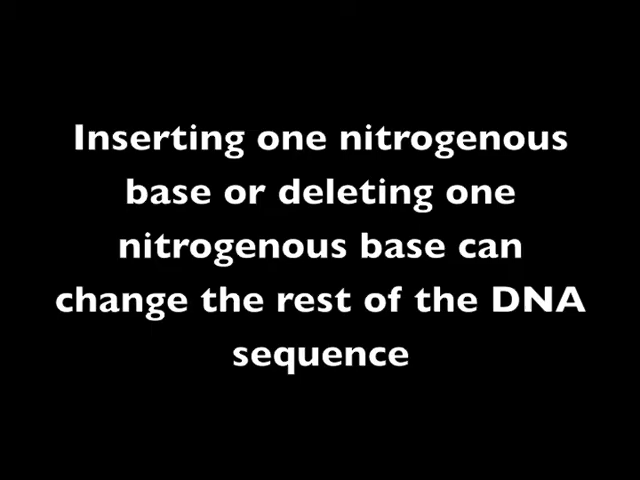 Inserting one nitrogenous
base or deleting one
nitrogenous base can
change the rest of the DNA
sequence